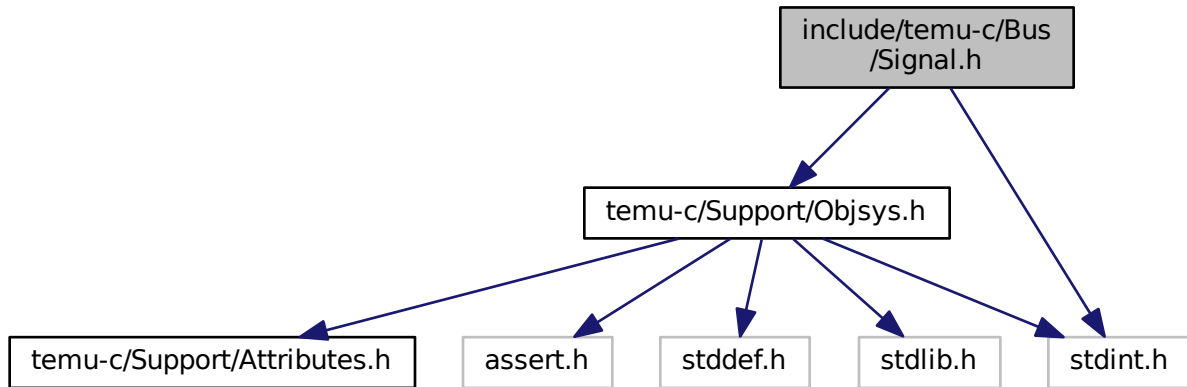 include/temu-c/Bus
/Signal.h
temu-c/Support/Objsys.h
temu-c/Support/Attributes.h
assert.h
stddef.h
stdlib.h
stdint.h